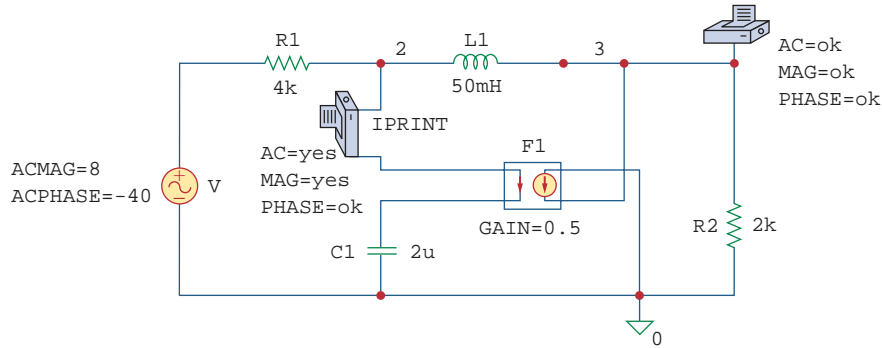 R1
4k
2
L1
50mH
3
AC=ok
MAG=ok
PHASE=ok
IPRINT
AC=yes
MAG=yes
PHASE=ok
F1
GAIN=0.5
ACMAG=8
ACPHASE=-40
V
R2
2k
C1
2u
0